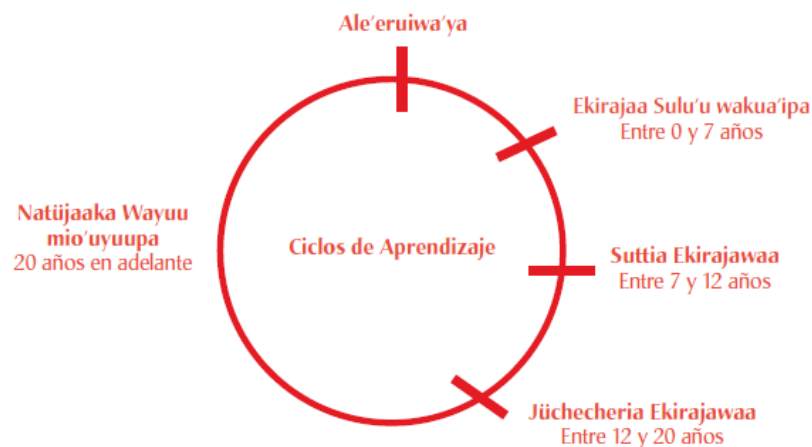 Ale’eruiwa’ya
Ekirajaa Sulu’u wakua’ipa
Entre 0 y 7 años
Natüjaaka Wayuu
mio’uyuupa
20 años en adelante
Ciclos de Aprendizaje
Suttia Ekirajawaa
Entre 7 y 12 años
Jüchecheria Ekirajawaa
Entre 12 y 20 años